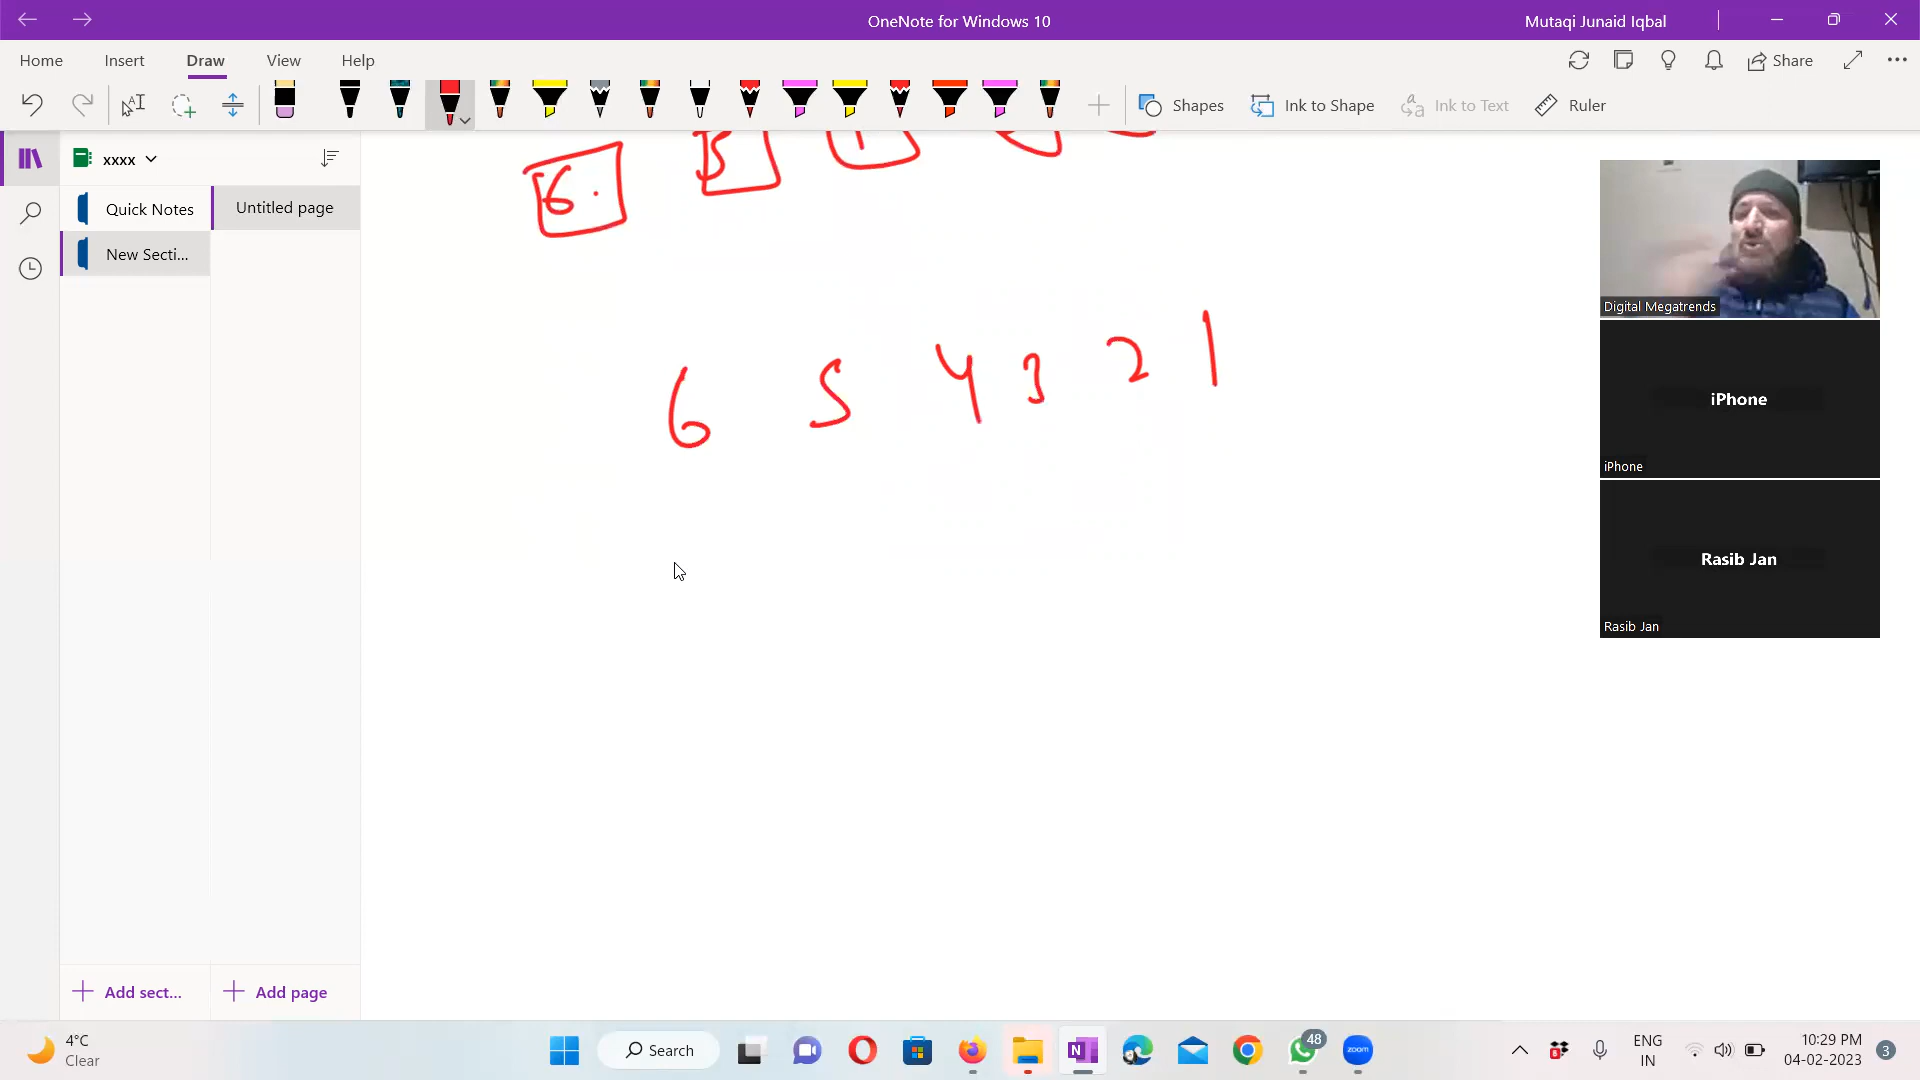 OneNote for Windows 10
Mutaqi Junaid Iqbal
Home Insert Draw View Help
Share
Shapes Ink to Shape Ink to Text Ruler
xxxx
Quick Notes
New Secti...
Untitled page
6. 5 1
6 5 4 3 2 1
Digital Megatrends
iPhone
iPhone
Rasib Jan
Rasib Jan
Add sect...
Add page
4°C
Clear
Search
N
48
zoom
ENG
IN
10:29 PM
04-02-2023
3